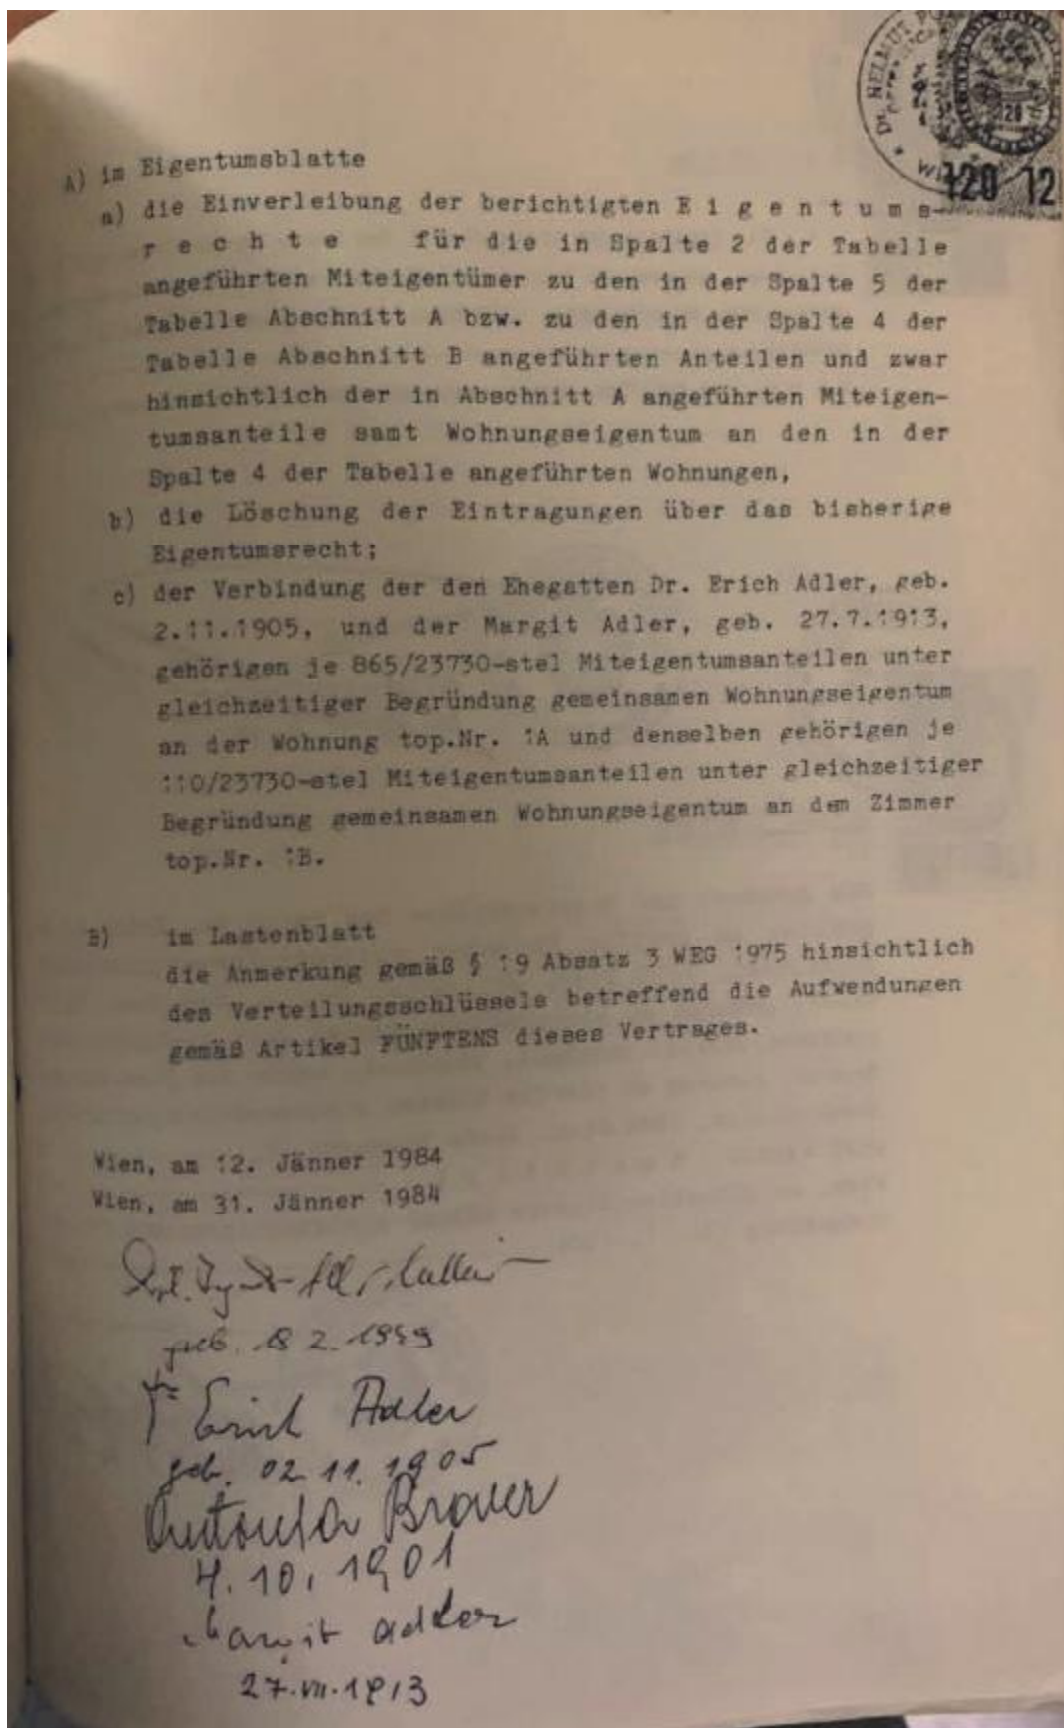 Dr. HELMUT
WI
120 12
A) im Eigentumsblatte
a) die Einverleibung der berichtigten E i g e n t u m s-
r e c h t e für die in Spalte 2 der Tabelle
angeführten Miteigentümer zu den in der Spalte 5 der
Tabelle Abschnitt A bzw. zu den in der Spalte 4 der
Tabelle Abschnitt B angeführten Anteilen und zwar
hinsichtlich der in Abschnitt A angeführten Miteigen-
tumsanteile samt Wohnungseigentum an den in der
Spalte 4 der Tabelle angeführten Wohnungen,
b) die Löschung der Eintragungen über das bisherige
Eigentumsrecht;
c) der Verbindung der den Ehegatten Dr. Erich Adler, geb.
2.11.1905, und der Margit Adler, geb. 27.7.1913,
gehörigen je 865/23730-stel Miteigentumsanteilen unter
gleichzeitiger Begründung gemeinsamen Wohnungseigentum
an der Wohnung top.Nr. 1A und denselben gehörigen je
110/23730-stel Miteigentumsanteilen unter gleichzeitiger
Begründung gemeinsamen Wohnungseigentum an dem Zimmer
top.Nr. 1B.
B) im Lastenblatt
die Anmerkung gemäß § 19 Absatz 3 WEG 1975 hinsichtlich
des Verteilungsschlüssels betreffend die Aufwendungen
gemäß Artikel FÜNFTENS dieses Vertrages.
Wien, am 12. Jänner 1984
Wien, am 31. Jänner 1984
geb. 18 2.
Erich Adler
geb. 02 11. 1905
Brauer
4. 10. 1901
Margit Adler
27.VII.1913